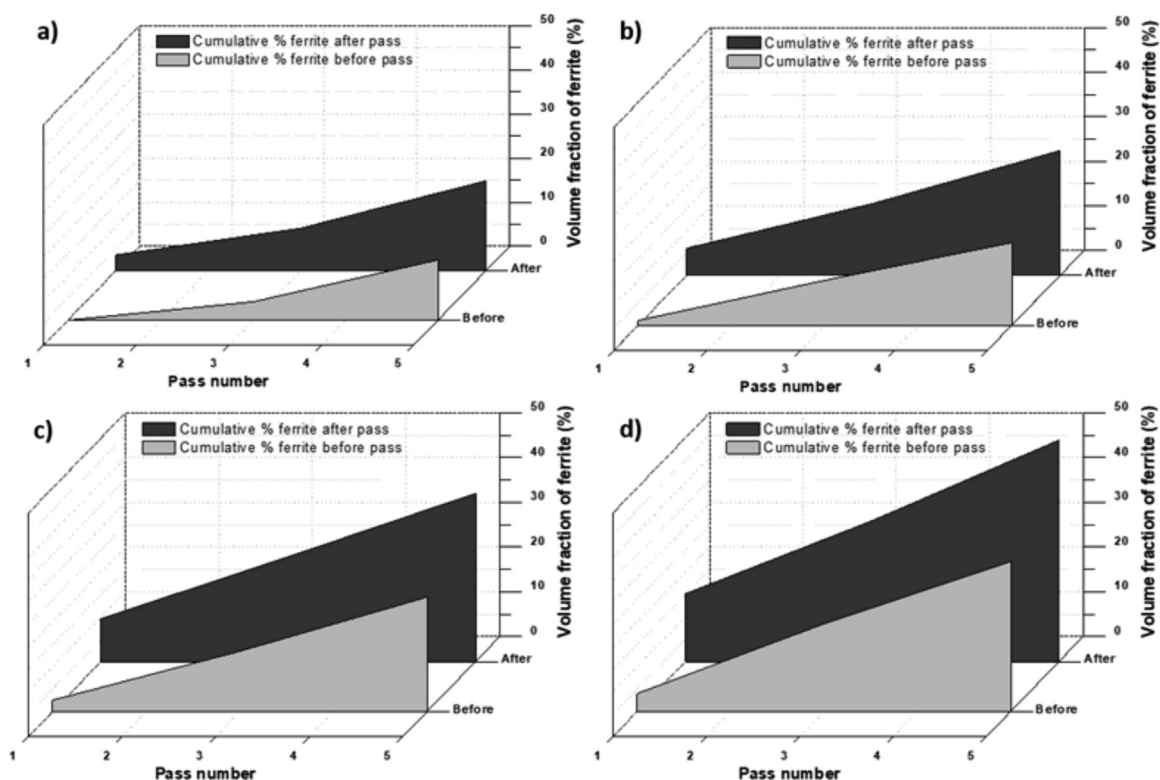 a)
Cumulative % ferrite after pass
Cumulative % ferrite before pass
50
40
30
20
10
0
Volume fraction of ferrite (%)
After
Before
1
2
3
4
5
Pass number
b)
Cumulative % ferrite after pass
Cumulative % ferrite before pass
50
40
30
20
10
0
Volume fraction of ferrite (%)
After
Before
1
2
3
4
5
Pass number
c)
Cumulative % ferrite after pass
Cumulative % ferrite before pass
50
40
30
20
10
0
Volume fraction of ferrite (%)
After
Before
1
2
3
4
5
Pass number
d)
Cumulative % ferrite after pass
Cumulative % ferrite before pass
50
40
30
20
10
0
Volume fraction of ferrite (%)
After
Before
1
2
3
4
5
Pass number